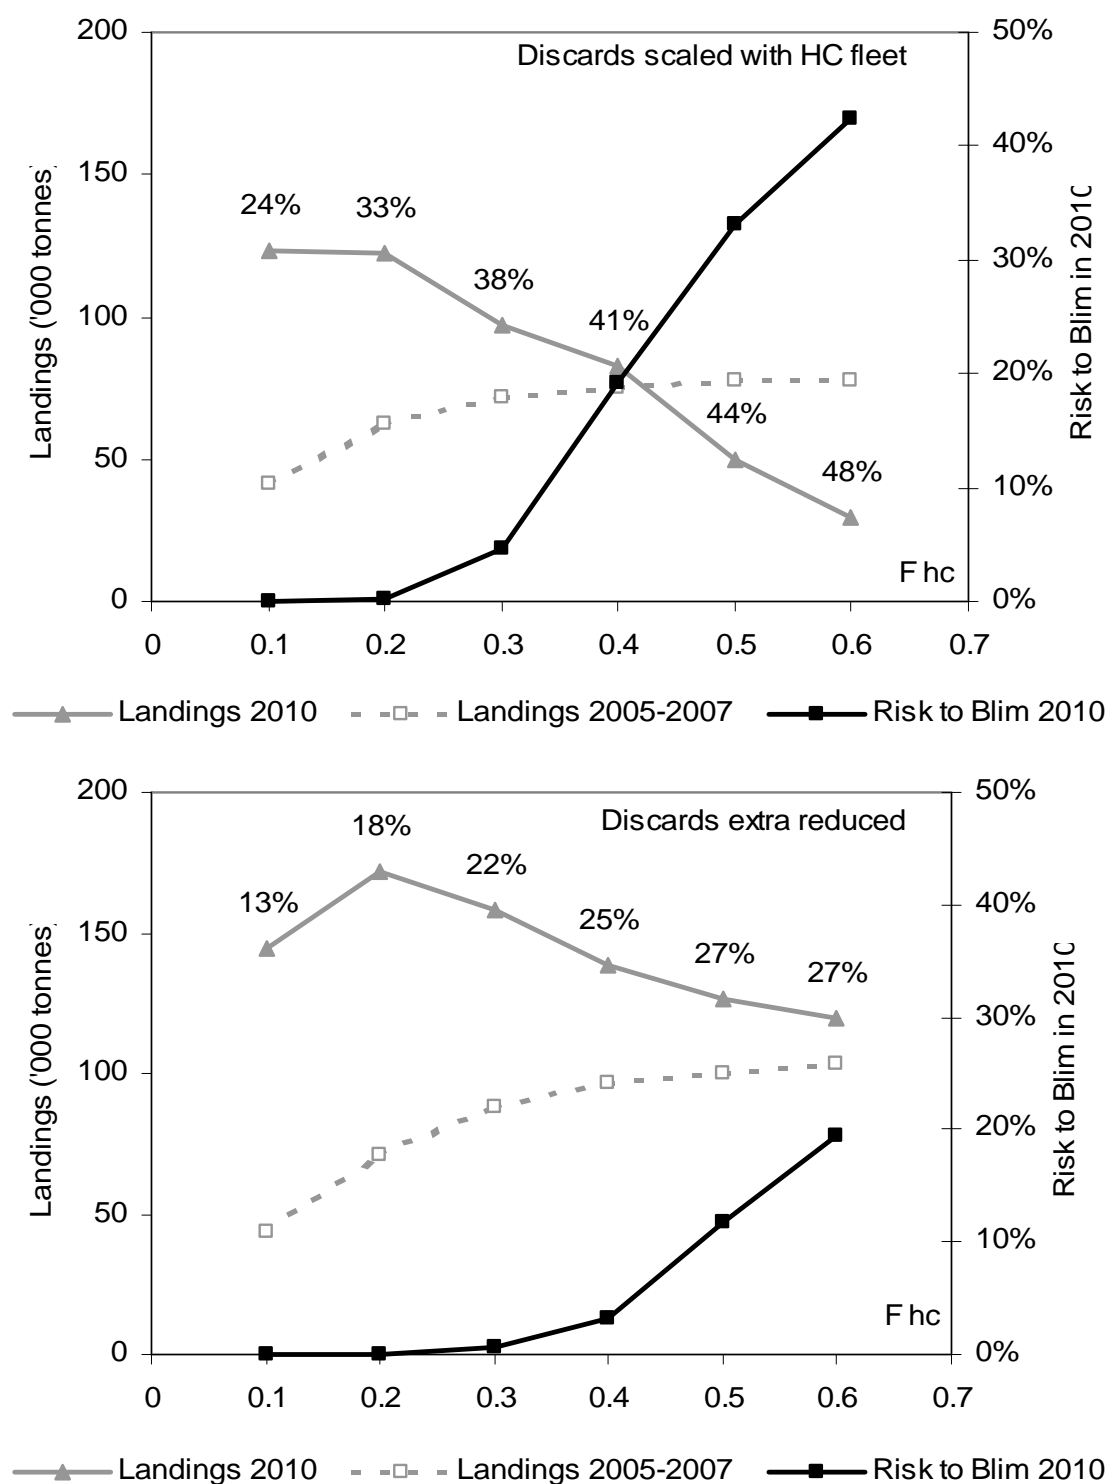 Discards scaled with HC fleet
Landings ('000 tonnes)
200
150
100
50
0
50%
40%
30%
20%
10%
0%
Risk to Blim in 2010
24%
33%
38%
41%
44%
48%
F hc
0 0.1 0.2 0.3 0.4 0.5 0.6 0.7
Landings 2010 Landings 2005-2007 Risk to Blim 2010
Discards extra reduced
Landings ('000 tonnes)
200
150
100
50
0
50%
40%
30%
20%
10%
0%
Risk to Blim in 2010
13%
18%
22%
25%
27%
27%
F hc
0 0.1 0.2 0.3 0.4 0.5 0.6 0.7
Landings 2010 Landings 2005-2007 Risk to Blim 2010